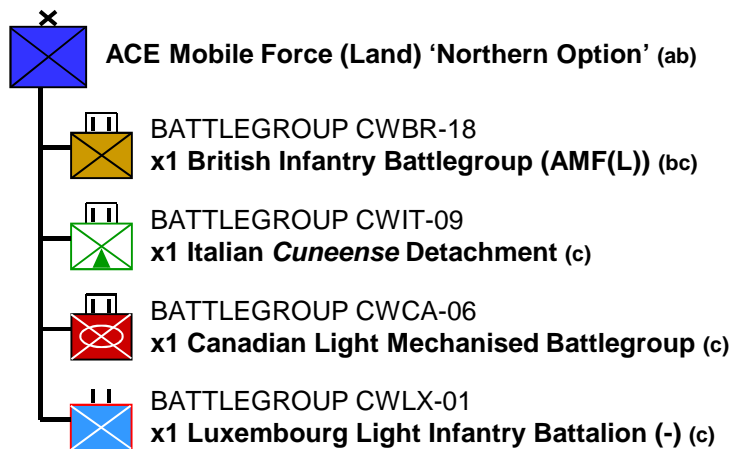 ACE Mobile Force (Land) ‘Northern Option’ (ab)
BATTLEGROUP CWBR-18
x1 British Infantry Battlegroup (AMF(L)) (bc)
BATTLEGROUP CWIT-09
x1 Italian Cuneense Detachment (c)
BATTLEGROUP CWCA-06
x1 Canadian Light Mechanised Battlegroup (c)
BATTLEGROUP CWLX-01
x1 Luxembourg Light Infantry Battalion (-) (c)